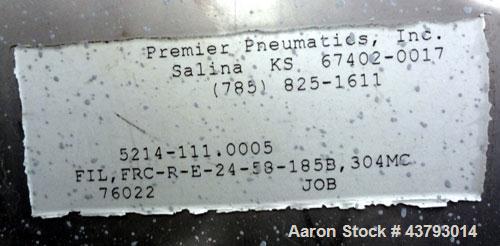 Premier Pneumatics, Inc.
Salina KS 67402-0017
(785) 825-1611
5214-111.0005
FIL,FRC-R-E-24-58-185B,304MC
76022 JOB
Aaron Stock # 43793014